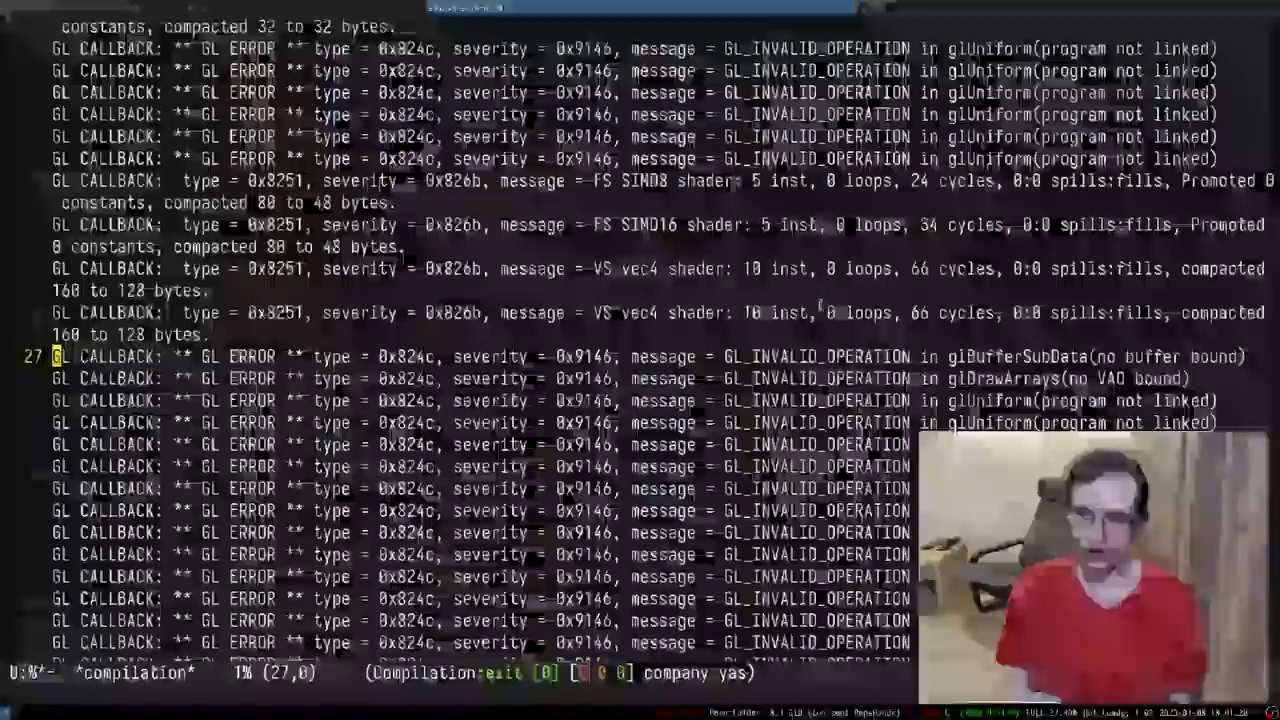 constants, compacted 32 to 32 bytes.
GL CALLBACK: ** GL ERROR ** type = 0x824c, severity = 0x9146, message = GL_INVALID_OPERATION in glUniform(program not linked)
GL CALLBACK: ** GL ERROR ** type = 0x824c, severity = 0x9146, message = GL_INVALID_OPERATION in glUniform(program not linked)
GL CALLBACK: ** GL ERROR ** type = 0x824c, severity = 0x9146, message = GL_INVALID_OPERATION in glUniform(program not linked)
GL CALLBACK: ** GL ERROR ** type = 0x824c, severity = 0x9146, message = GL_INVALID_OPERATION in glUniform(program not linked)
GL CALLBACK: ** GL ERROR ** type = 0x824c, severity = 0x9146, message = GL_INVALID_OPERATION in glUniform(program not linked)
GL CALLBACK: ** GL ERROR ** type = 0x824c, severity = 0x9146, message = GL_INVALID_OPERATION in glUniform(program not linked)
GL CALLBACK: type = 0x8251, severity = 0x826b, message = FS SIMD8 shader: 5 inst, 0 loops, 24 cycles, 0:0 spills:fills, Promoted 0
constants, compacted 80 to 48 bytes.
GL CALLBACK: type = 0x8251, severity = 0x826b, message = FS SIMD16 shader: 5 inst, 0 loops, 34 cycles, 0:0 spills:fills, Promoted
0 constants, compacted 80 to 48 bytes.
GL CALLBACK: type = 0x8251, severity = 0x826b, message = VS vec4 shader: 10 inst, 0 loops, 66 cycles, 0:0 spills:fills, compacted
160 to 128 bytes.
GL CALLBACK: type = 0x8251, severity = 0x826b, message = VS vec4 shader: 10 inst, 0 loops, 66 cycles, 0:0 spills:fills, compacted
160 to 128 bytes.
27 GL CALLBACK: ** GL ERROR ** type = 0x824c, severity = 0x9146, message = GL_INVALID_OPERATION in glBufferSubData(no buffer bound)
GL CALLBACK: ** GL ERROR ** type = 0x824c, severity = 0x9146, message = GL_INVALID_OPERATION in glDrawArrays(no VAO bound)
GL CALLBACK: ** GL ERROR ** type = 0x824c, severity = 0x9146, message = GL_INVALID_OPERATION in glUniform(program not linked)
GL CALLBACK: ** GL ERROR ** type = 0x824c, severity = 0x9146, message = GL_INVALID_OPERATION in glUniform(program not linked)
GL CALLBACK: ** GL ERROR ** type = 0x824c, severity = 0x9146, message = GL_INVALID_OPERATION
GL CALLBACK: ** GL ERROR ** type = 0x824c, severity = 0x9146, message = GL_INVALID_OPERATION
GL CALLBACK: ** GL ERROR ** type = 0x824c, severity = 0x9146, message = GL_INVALID_OPERATION
GL CALLBACK: ** GL ERROR ** type = 0x824c, severity = 0x9146, message = GL_INVALID_OPERATION
GL CALLBACK: ** GL ERROR ** type = 0x824c, severity = 0x9146, message = GL_INVALID_OPERATION
GL CALLBACK: ** GL ERROR ** type = 0x824c, severity = 0x9146, message = GL_INVALID_OPERATION
GL CALLBACK: ** GL ERROR ** type = 0x824c, severity = 0x9146, message = GL_INVALID_OPERATION
GL CALLBACK: ** GL ERROR ** type = 0x824c, severity = 0x9146, message = GL_INVALID_OPERATION
GL CALLBACK: ** GL ERROR ** type = 0x824c, severity = 0x9146, message = GL_INVALID_OPERATION
GL CALLBACK: ** GL ERROR ** type = 0x824c, severity = 0x9146, message = GL_INVALID_OPERATION
U:%*- *compilation* 1% (27,0) (Compilation:exit [0] [0 0 0] company yas)